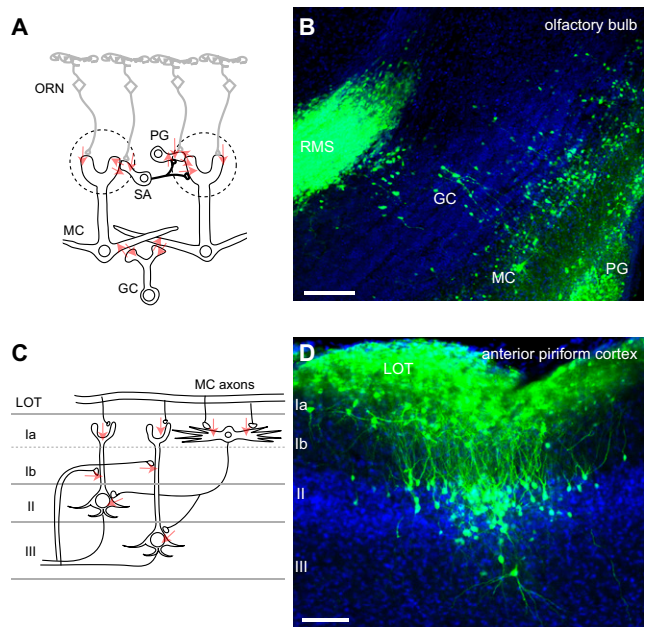 A
ORN
PG
SA
MC
GC
B
olfactory bulb
RMS
GC
MC
PG
C
MC axons
LOT
Ia
Ib
II
III
D
anterior piriform cortex
LOT
Ia
Ib
II
III